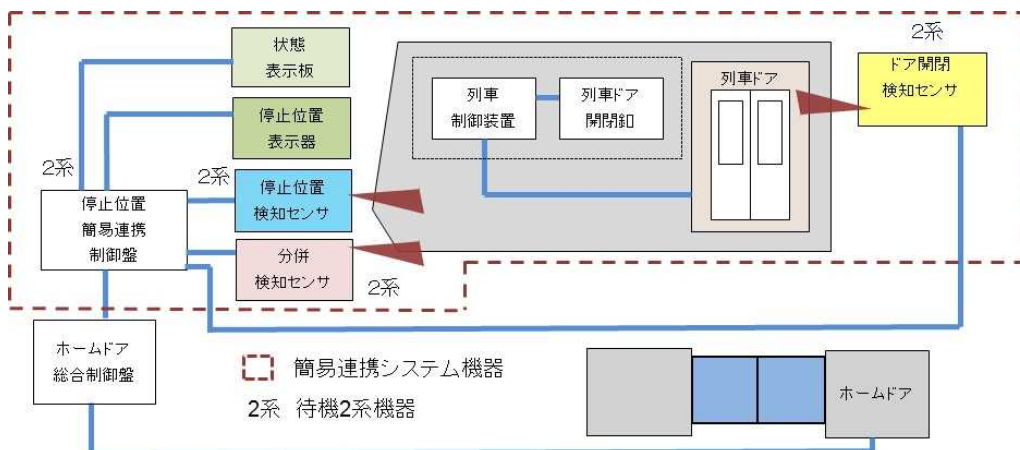 状態
表示板
停止位置
表示器
2系
2系
停止位置
検知センサ
分併
検知センサ
2系
停止位置
簡易連携
制御盤
列車
制御装置
列車ドア
開閉釦
列車ドア
2系
ドア開閉
検知センサ
ホームドア
総合制御盤
簡易連携システム機器
2系 待機2系機器
ホームドア